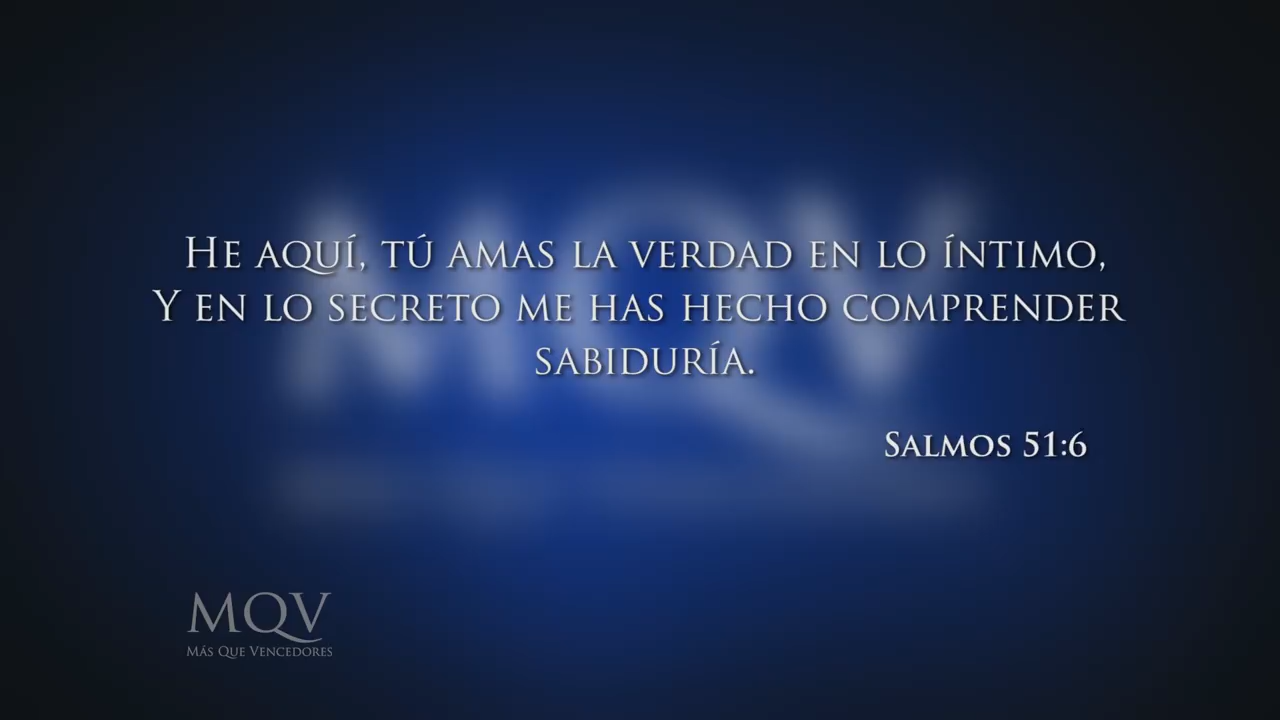 He aquí, tú amas la verdad en lo íntimo,
Y en lo secreto me has hecho comprender
sabiduría.
Salmos 51:6
MQV
Más Que Vencedores